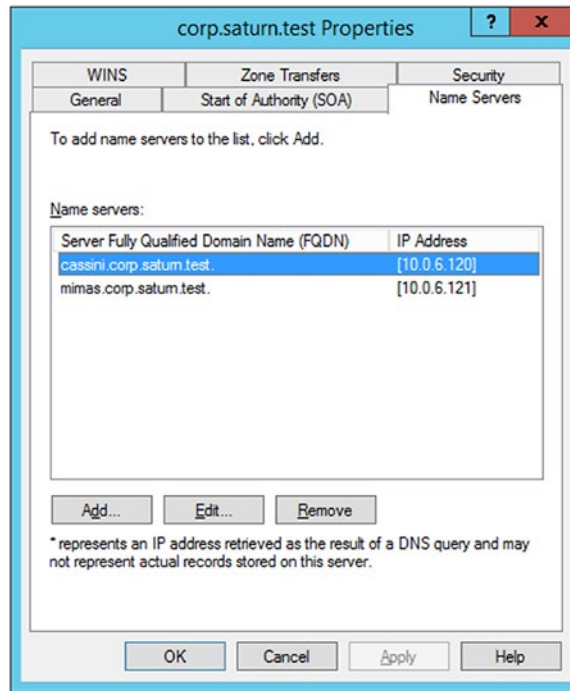 corp.saturn.test Properties
? x
WINS Zone Transfers Security
General Start of Authority (SOA) Name Servers
To add name servers to the list, click Add.
Name servers:
Server Fully Qualified Domain Name (FQDN) IP Address
cassini.corp.saturn.test. [10.0.6.120]
mimas.corp.saturn.test. [10.0.6.121]
Add... Edit... Remove
* represents an IP address retrieved as the result of a DNS query and may
not represent actual records stored on this server.
OK Cancel Apply Help